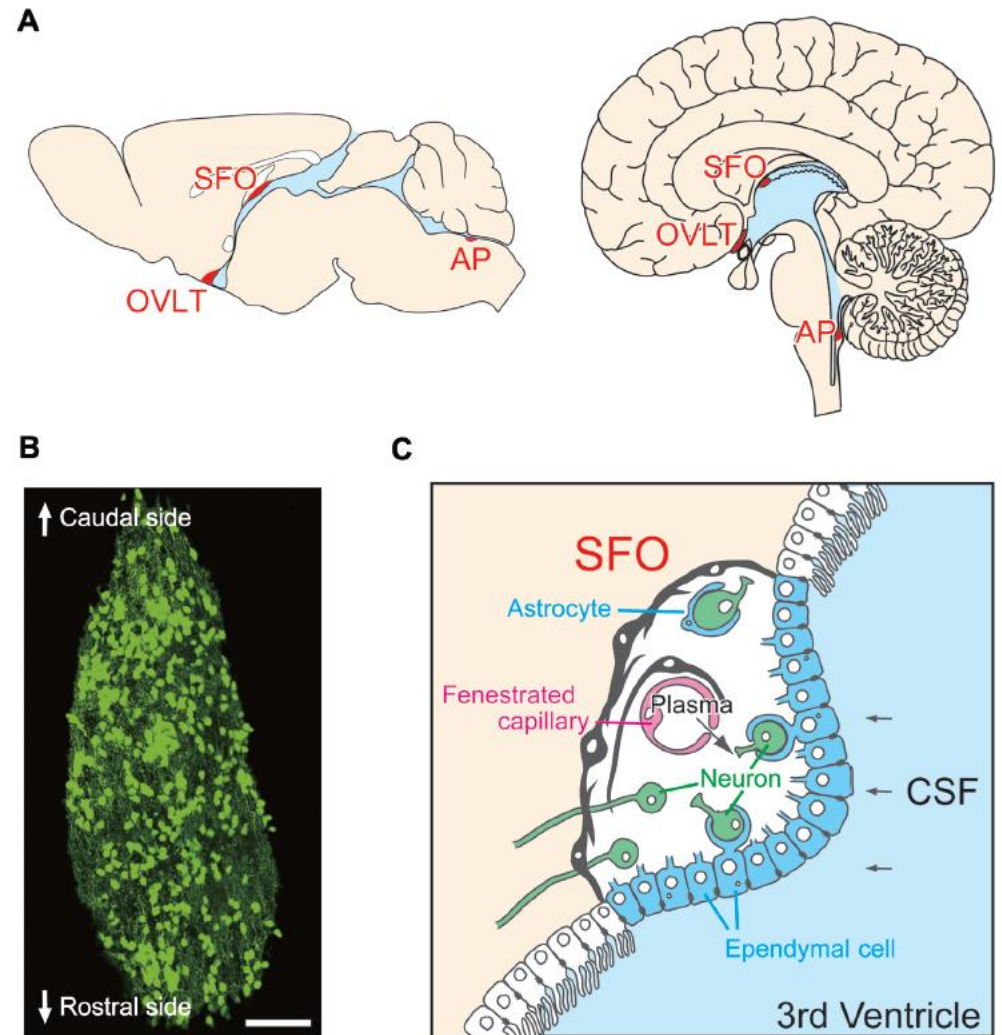 A
SFO
OVLT
AP
SFO
OVLT
AP
B
Caudal side
Rostral side
C
SFO
Astrocyte
Fenestrated
capillary
Plasma
Neuron
CSF
Ependymal cell
3rd Ventricle